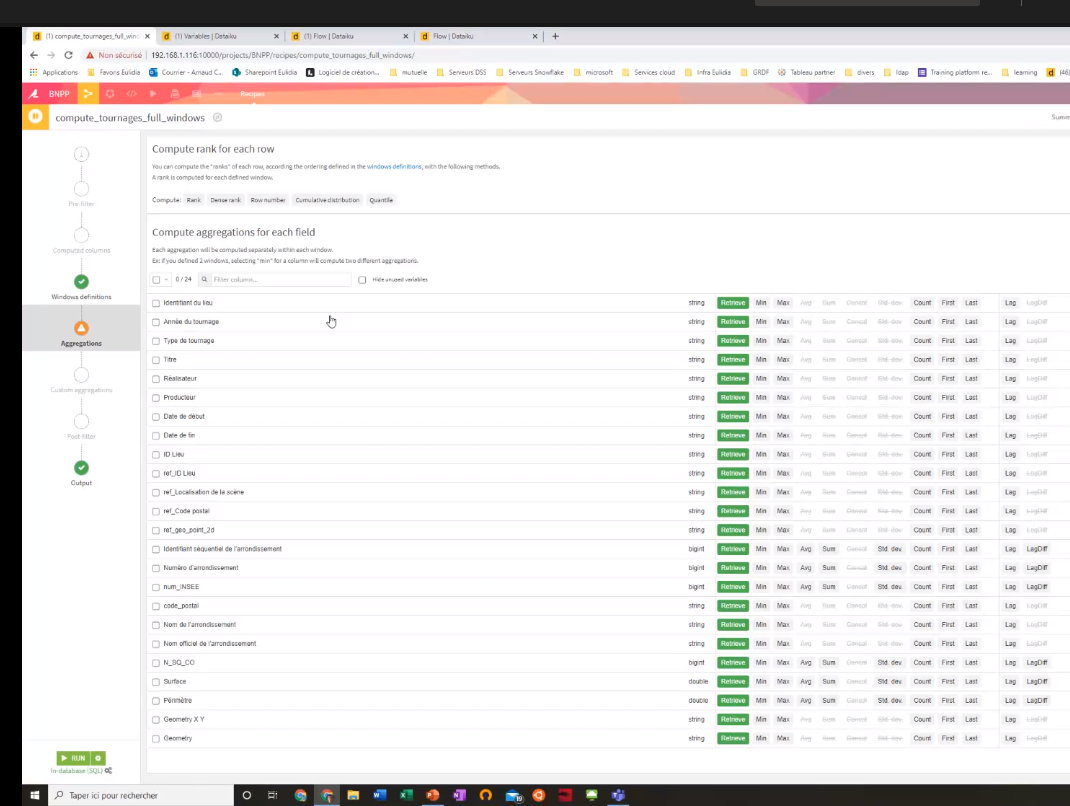 (1) compute_tournages_full_win
(1) Variables | Dataiku
(1) Flow | Dataiku
Flow | Dataiku
Non sécurisé | 192.168.1.116:10000/projects/BNPP/recipes/compute_tournages_full_windows/
Applications Favoris Eulidia Courrier - Arnaud C... Sharepoint Eulidia Logiciel de création... mutuelle Serveurs DSS Serveurs Snowflake microsoft Services cloud Infra Eulidia GRDF Tableau partner divers ldap Training platform re... learning
BNPP Recipes
compute_tournages_full_windows
Pre-filter
Computed columns
Windows definitions
Aggregations
Custom aggregations
Post-filter
Output
RUN
In-database (SQL)
Compute rank for each row
You can compute the "ranks" of each row, according the ordering defined in the windows definitions, with the following methods.
A rank is computed for each defined window.
Compute: Rank Dense rank Row number Cumulative distribution Quantile
Compute aggregations for each field
Each aggregation will be computed separately within each window.
Ex: if you defined 2 windows, selecting "min" for a column will compute two different aggregations.
0 / 24 Filter column... Hide unused variables
Identifiant du lieu string Retrieve Min Max Avg Sum Concat Std. dev. Count First Last Lag LagDiff
Année du tournage string Retrieve Min Max Avg Sum Concat Std. dev. Count First Last Lag LagDiff
Type de tournage string Retrieve Min Max Avg Sum Concat Std. dev. Count First Last Lag LagDiff
Titre string Retrieve Min Max Avg Sum Concat Std. dev. Count First Last Lag LagDiff
Réalisateur string Retrieve Min Max Avg Sum Concat Std. dev. Count First Last Lag LagDiff
Producteur string Retrieve Min Max Avg Sum Concat Std. dev. Count First Last Lag LagDiff
Date de début string Retrieve Min Max Avg Sum Concat Std. dev. Count First Last Lag LagDiff
Date de fin string Retrieve Min Max Avg Sum Concat Std. dev. Count First Last Lag LagDiff
ID Lieu string Retrieve Min Max Avg Sum Concat Std. dev. Count First Last Lag LagDiff
ref_ID Lieu string Retrieve Min Max Avg Sum Concat Std. dev. Count First Last Lag LagDiff
ref_Localisation de la scène string Retrieve Min Max Avg Sum Concat Std. dev. Count First Last Lag LagDiff
ref_Code postal string Retrieve Min Max Avg Sum Concat Std. dev. Count First Last Lag LagDiff
ref_geo_point_2d string Retrieve Min Max Avg Sum Concat Std. dev. Count First Last Lag LagDiff
Identifiant séquentiel de l'arrondissement bigint Retrieve Min Max Avg Sum Concat Std. dev. Count First Last Lag LagDiff
Numéro d'arrondissement bigint Retrieve Min Max Avg Sum Concat Std. dev. Count First Last Lag LagDiff
num_INSEE bigint Retrieve Min Max Avg Sum Concat Std. dev. Count First Last Lag LagDiff
code_postal string Retrieve Min Max Avg Sum Concat Std. dev. Count First Last Lag LagDiff
Nom de l'arrondissement string Retrieve Min Max Avg Sum Concat Std. dev. Count First Last Lag LagDiff
Nom officiel de l'arrondissement string Retrieve Min Max Avg Sum Concat Std. dev. Count First Last Lag LagDiff
N_SQ_CO bigint Retrieve Min Max Avg Sum Concat Std. dev. Count First Last Lag LagDiff
Surface double Retrieve Min Max Avg Sum Concat Std. dev. Count First Last Lag LagDiff
Périmètre double Retrieve Min Max Avg Sum Concat Std. dev. Count First Last Lag LagDiff
Geometry X Y string Retrieve Min Max Avg Sum Concat Std. dev. Count First Last Lag LagDiff
Geometry string Retrieve Min Max Avg Sum Concat Std. dev. Count First Last Lag LagDiff
Taper ici pour rechercher